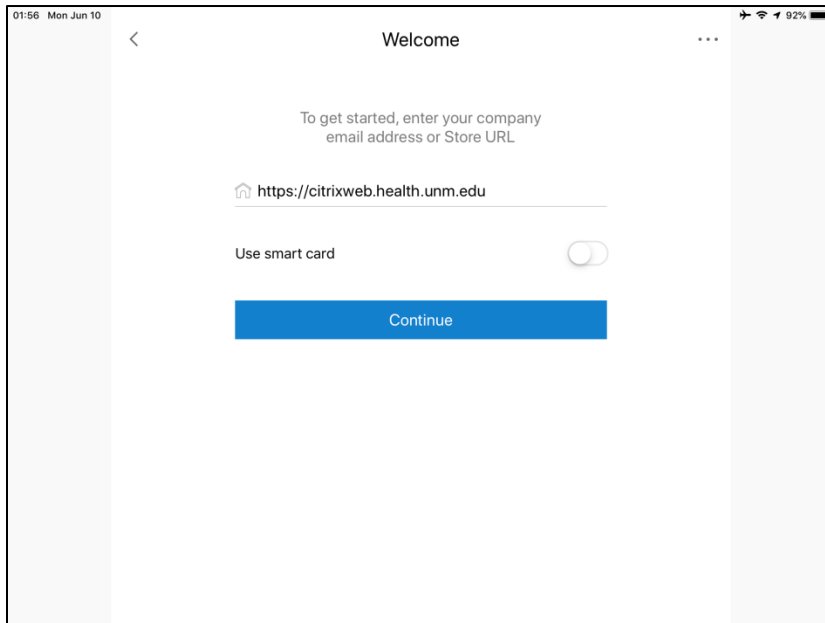 01:56 Mon Jun 10
92%
Welcome
To get started, enter your company
email address or Store URL
https://citrixweb.health.unm.edu
Use smart card
Continue